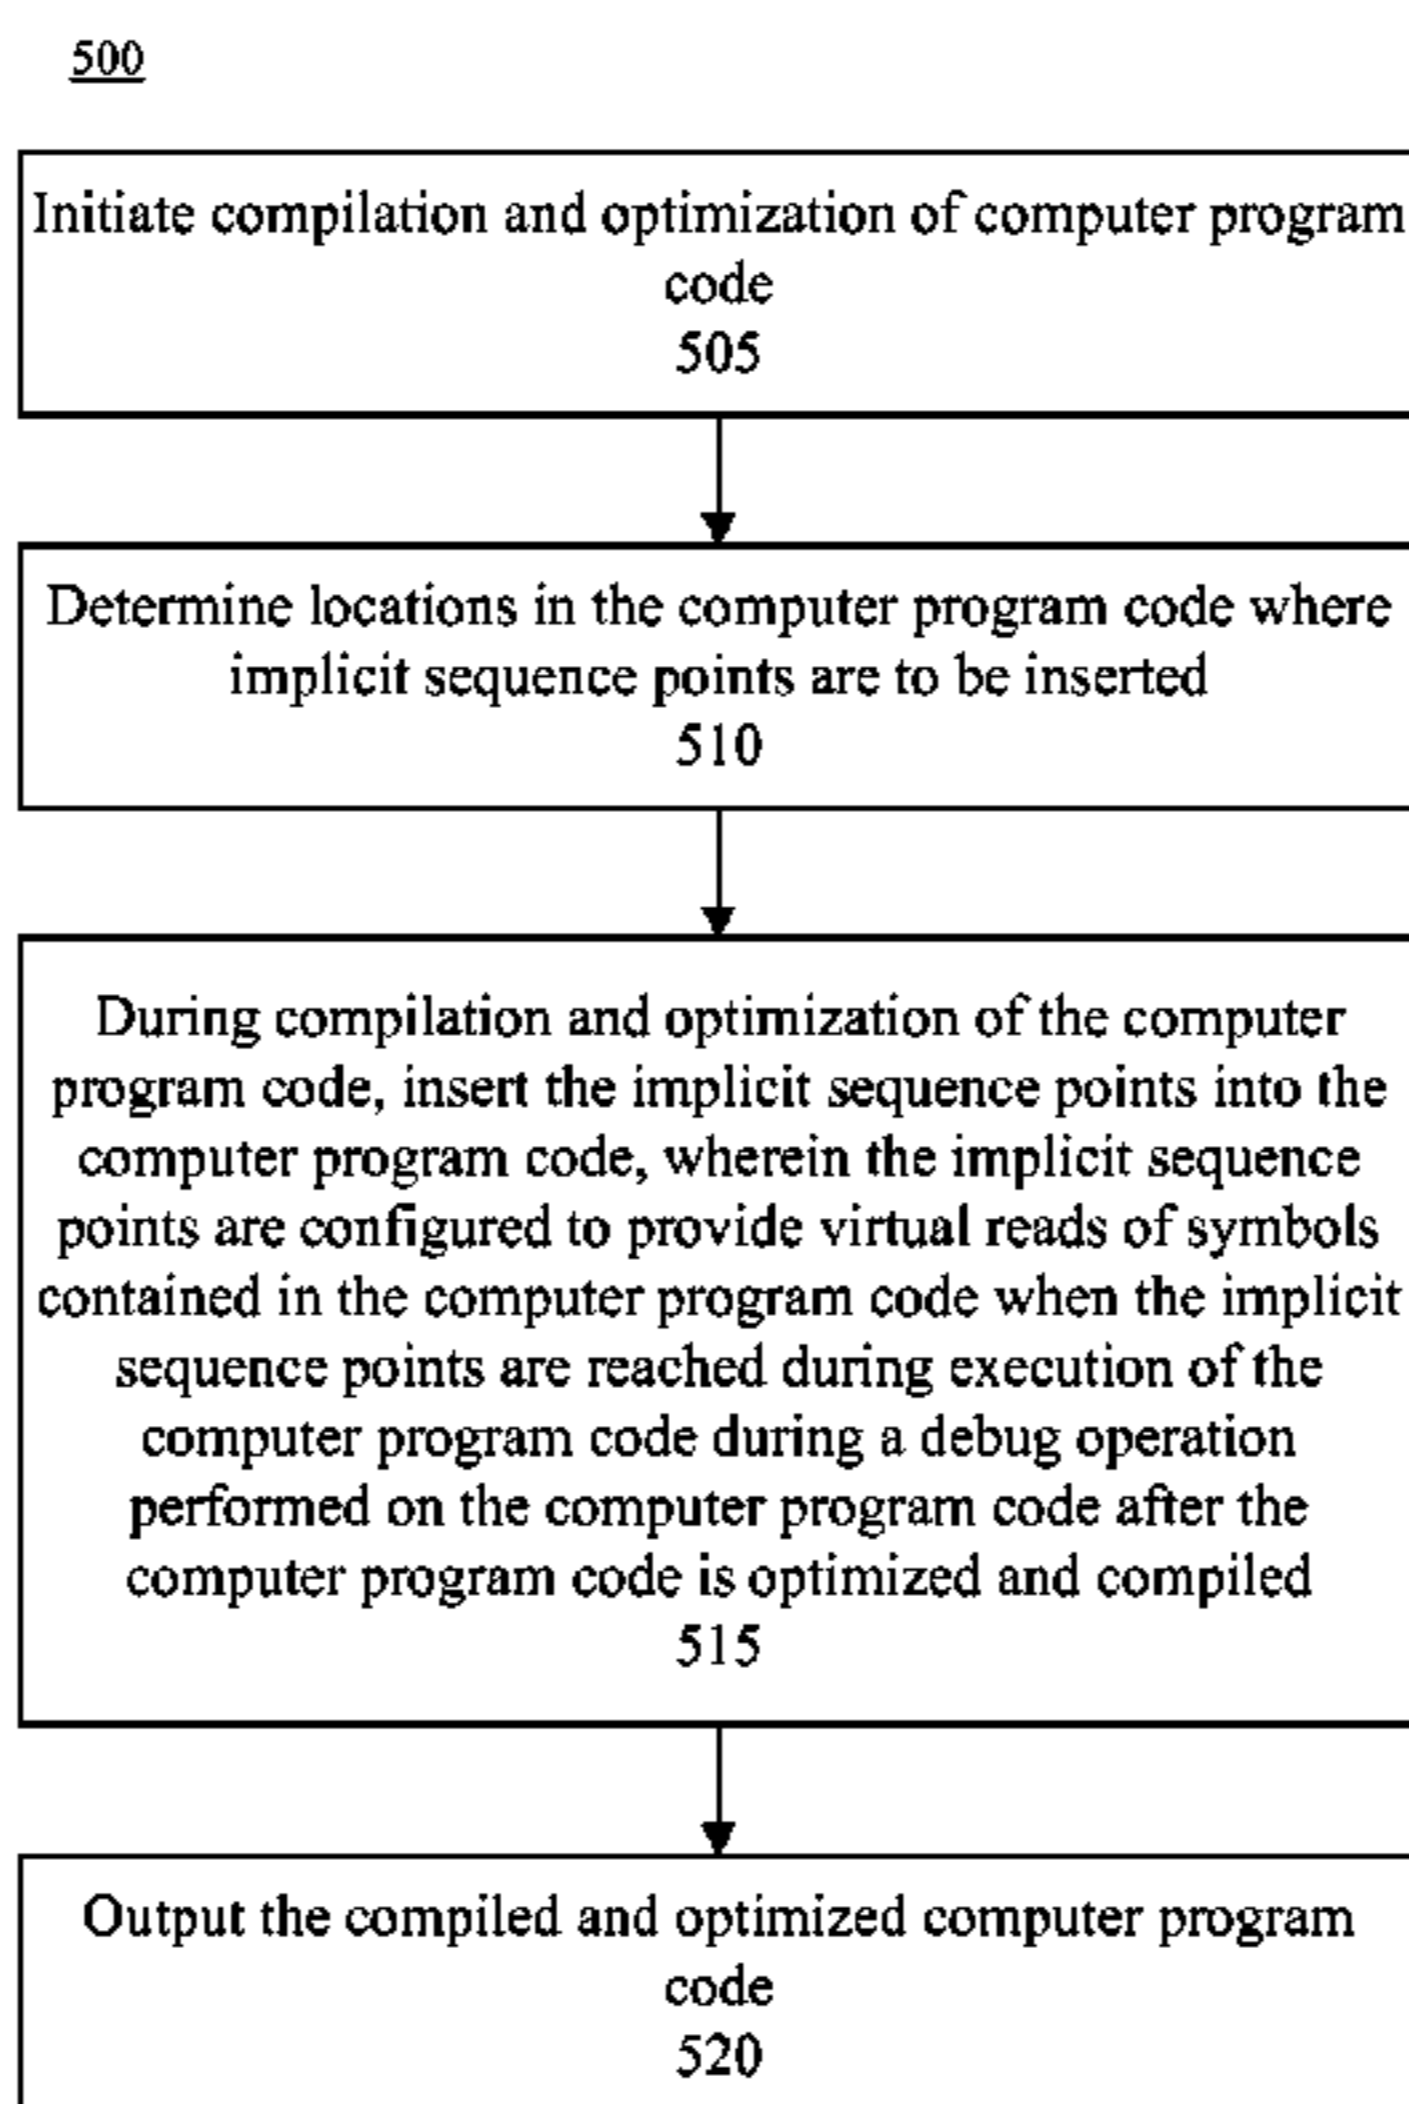 500
Initiate compilation and optimization of computer program
code
505
Determine locations in the computer program code where
implicit sequence points are to be inserted
510
During compilation and optimization of the computer
program code, insert the implicit sequence points into the
computer program code, wherein the implicit sequence
points are configured to provide virtual reads of symbols
contained in the computer program code when the implicit
sequence points are reached during execution of the
computer program code during a debug operation
performed on the computer program code after the
computer program code is optimized and compiled
515
Output the compiled and optimized computer program
code
520